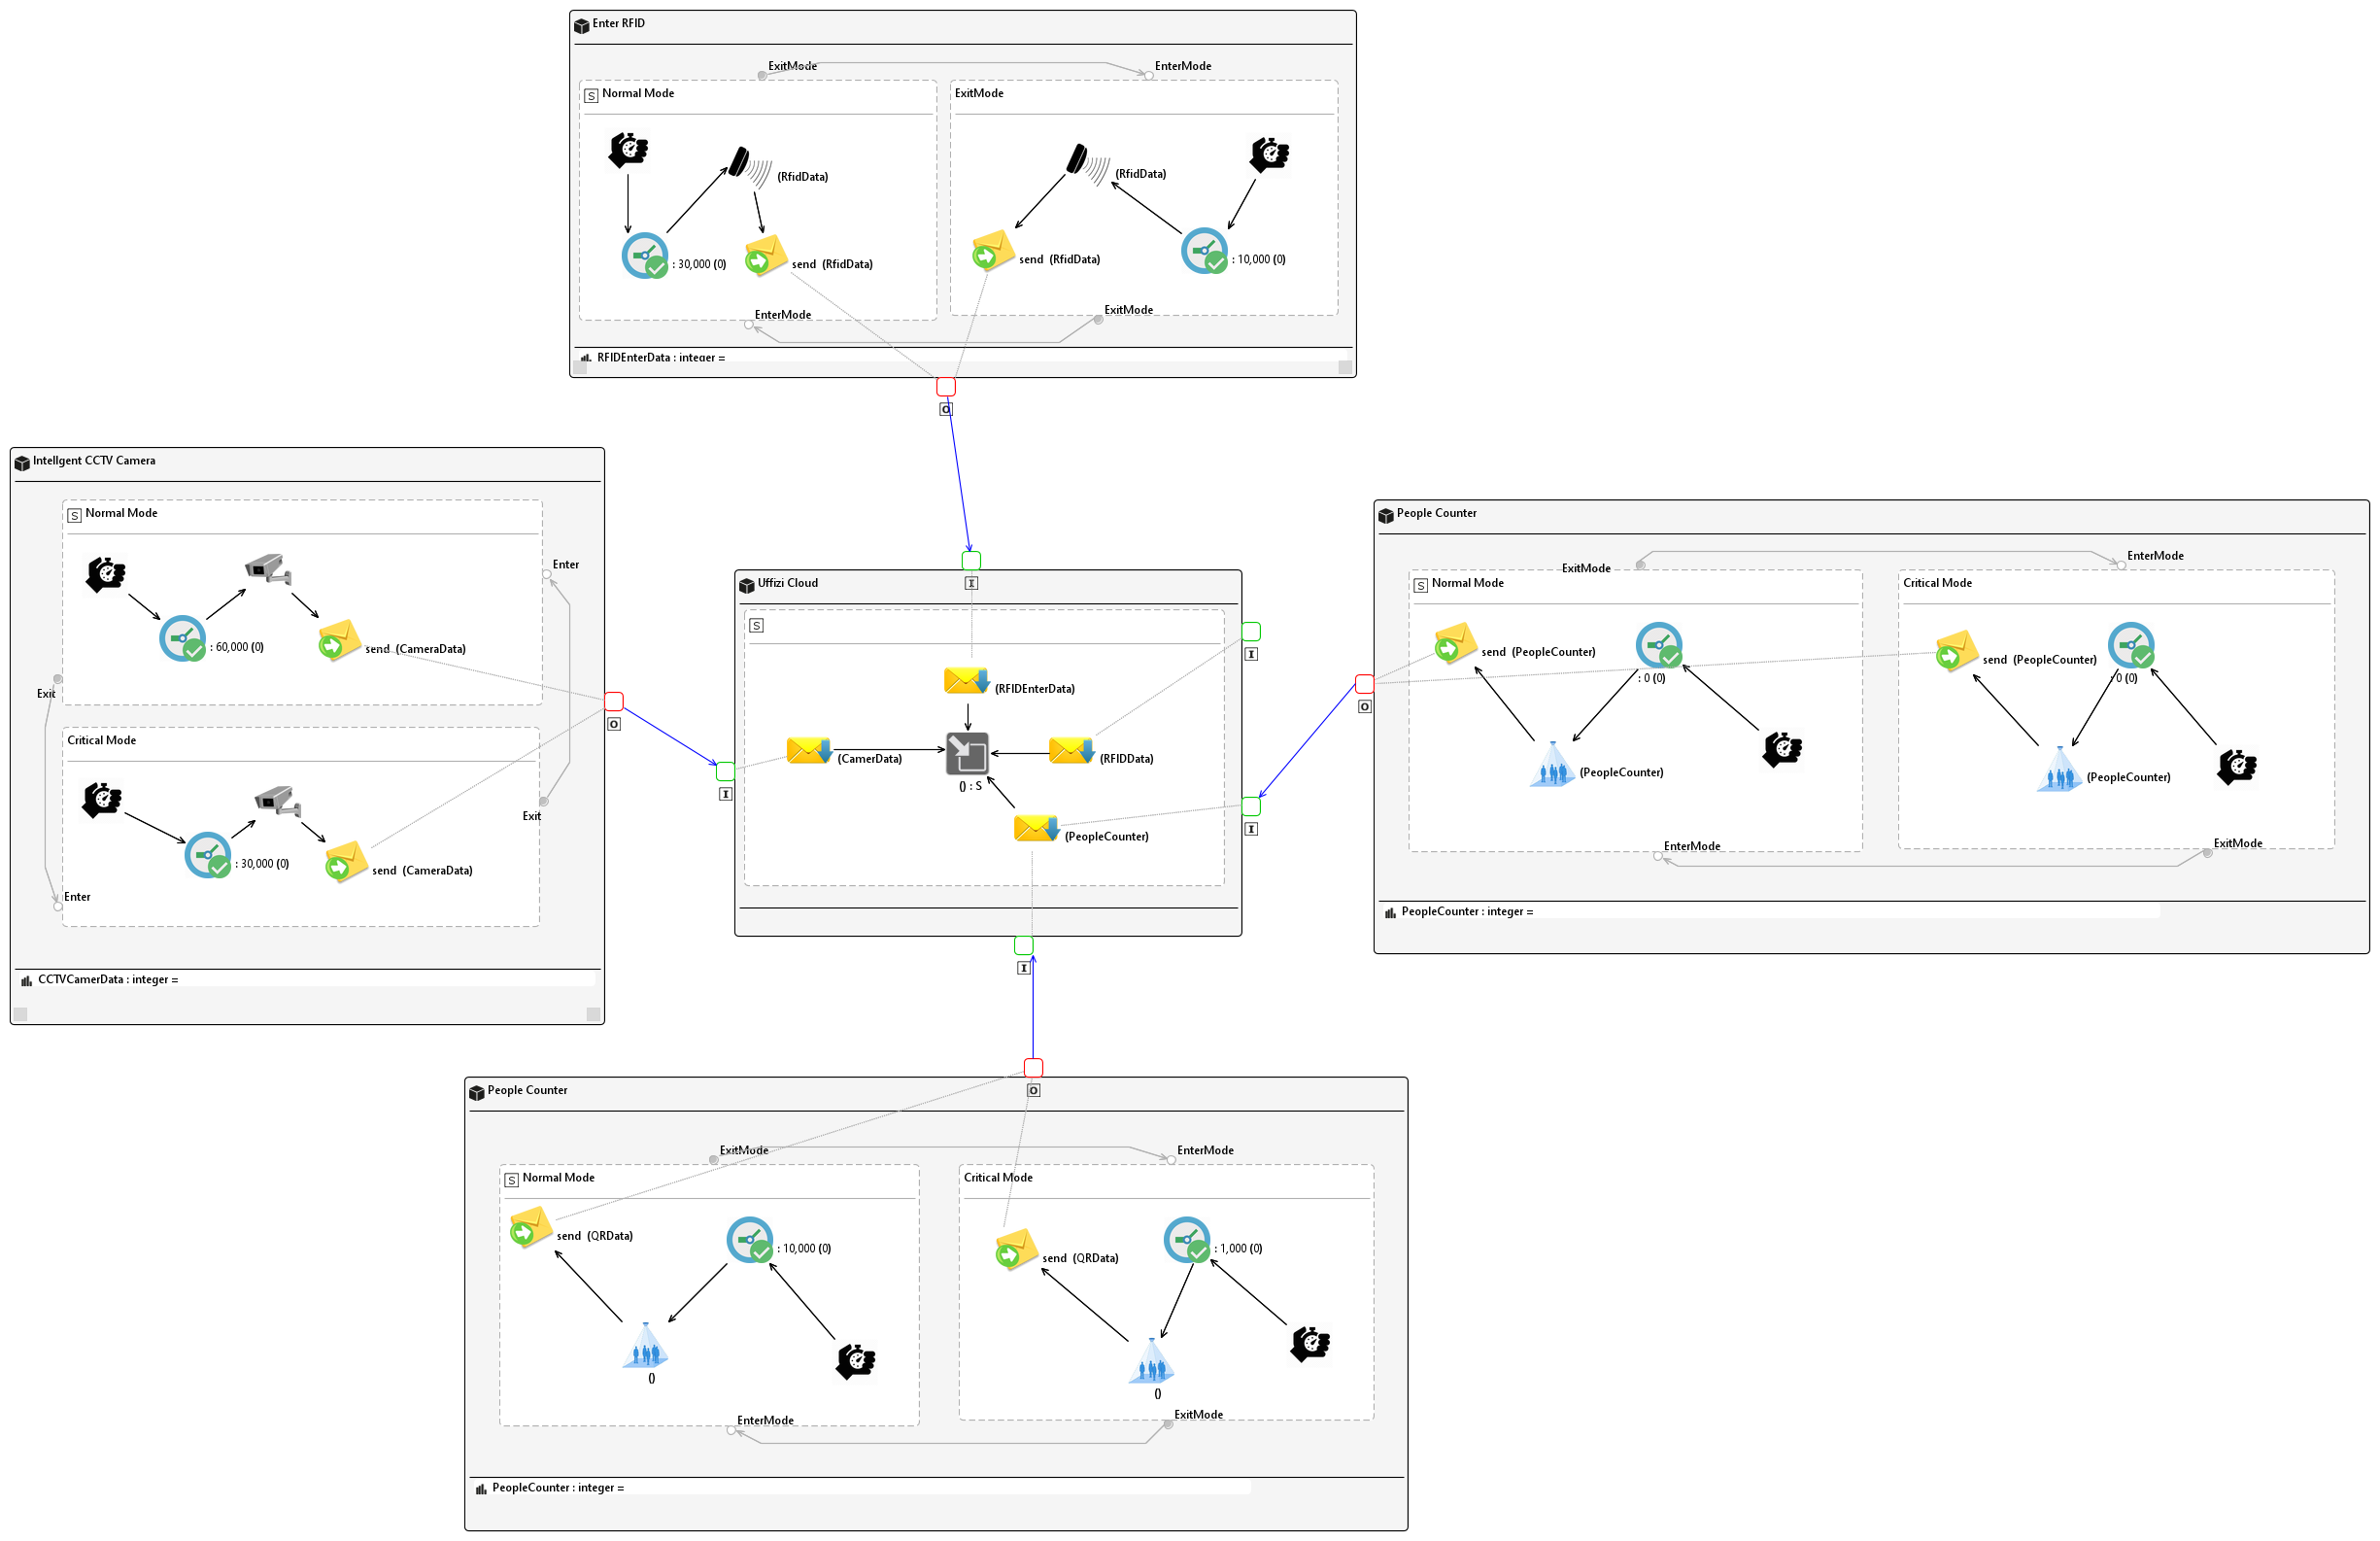 Enter RFID
ExitMode
EnterMode
S Normal Mode
ExitMode
(RfidData)
(RfidData)
: 30,000 (0)
send (RfidData)
send (RfidData)
: 10,000 (0)
EnterMode
ExitMode
RFIDEnterData : integer =
O
Intellgent CCTV Camera
S Normal Mode
Enter
: 60,000 (0)
send (CameraData)
Exit
O
Critical Mode
Exit
: 30,000 (0)
send (CameraData)
Enter
CCTVCamerData : integer =
Uffizi Cloud
I
S
I
(RFIDEnterData)
(CamerData)
(RFIDData)
() : S
I
(PeopleCounter)
I
I
People Counter
EnterMode
ExitMode
S Normal Mode
Critical Mode
send (PeopleCounter)
send (PeopleCounter)
: 0 (0)
: 0 (0)
O
(PeopleCounter)
(PeopleCounter)
EnterMode
ExitMode
PeopleCounter : integer =
People Counter
O
ExitMode
EnterMode
S Normal Mode
Critical Mode
send (QRData)
: 10,000 (0)
send (QRData)
: 1,000 (0)
()
()
EnterMode
ExitMode
PeopleCounter : integer =